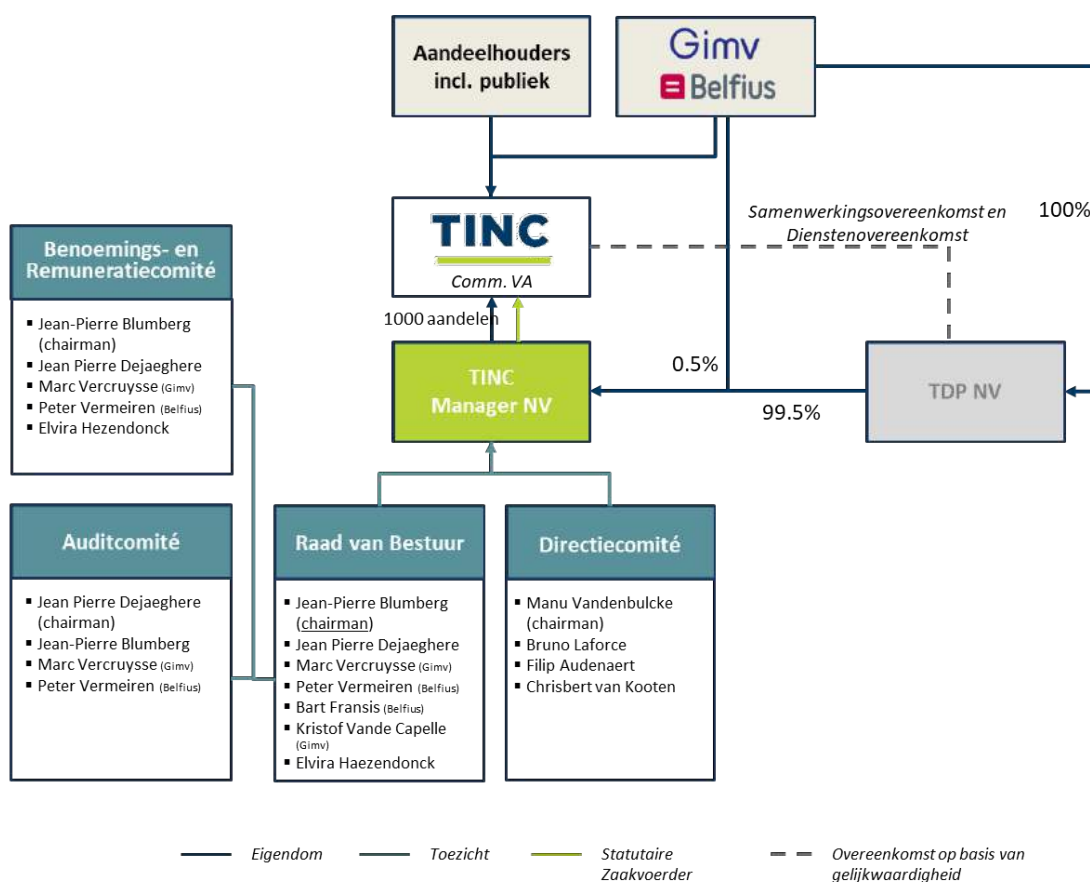 Aandeelhouders
incl. publiek
Gimv
Belfius
TINC
Comm. VA
Samenwerkingsovereenkomst en
Dienstenovereenkomst
100%
1000 aandelen
TINC
Manager NV
0.5%
99.5%
TDP NV
Benoemings- en
Remuneratiecomité
▪ Jean-Pierre Blumberg
(chairman)
▪ Jean Pierre Dejaeghere
▪ Marc Vercruysse (Gimv)
▪ Peter Vermeiren (Belfius)
▪ Elvira Hezendonck
Auditcomité
▪ Jean Pierre Dejaeghere
(chairman)
▪ Jean-Pierre Blumberg
▪ Marc Vercruysse (Gimv)
▪ Peter Vermeiren (Belfius)
Raad van Bestuur
▪ Jean-Pierre Blumberg
(chairman)
▪ Jean Pierre Dejaeghere
▪ Marc Vercruysse (Gimv)
▪ Peter Vermeiren (Belfius)
▪ Bart Fransis (Belfius)
▪ Kristof Vande Capelle
(Gimv)
▪ Elvira Haezendonck
Directiecomité
▪ Manu Vandenbulcke
(chairman)
▪ Bruno Laforce
▪ Filip Audenaert
▪ Chrisbert van Kooten
Eigendom
Toezicht
Statutaire
Zaakvoerder
Overeenkomst op basis van
gelijkwaardigheid